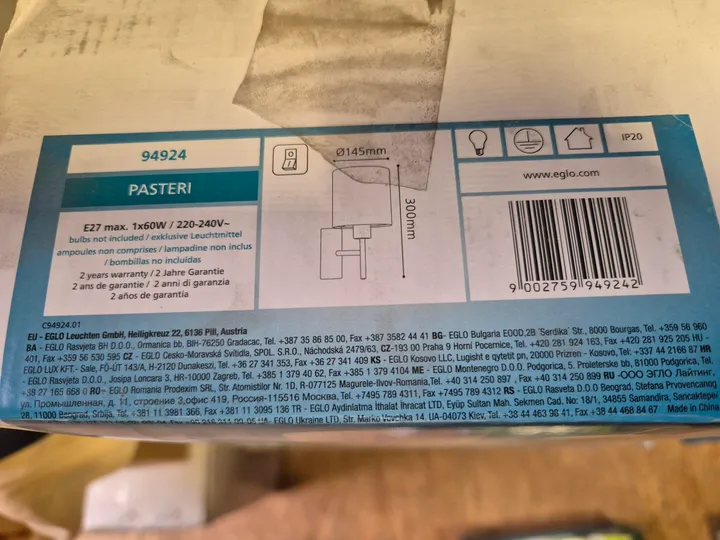 94924
PASTERI
E27 max. 1x60W / 220-240V~
bulbs not included / exklusive Leuchtmittel
ampoules non comprises / lampadine non inclus
/ bombillas no incluídas
2 years warranty / 2 Jahre Garantie
2 ans de garantie / 2 anni di garanzia
2 años de garantía
Ø145mm
300mm
IP20
www.eglo.com
9 002759 949242
C94924.01
EU - EGLO Leuchten GmbH, Heiligkreuz 22, 6136 Pill, Austria
BA - EGLO Rasvjeta BH D.O.O., Ormanica bb, BIH-76250 Gradacac, Tel. +387 35 86 85 00, Fax +387 3582 44 41 BG- EGLO Bulgaria EOOD,2B 'Serdika' Str., 8000 Bourgas, Tel. +359 56 960
401, Fax +359 56 530 595 CZ - EGLO Česko-Moravská Svítidla, SPOL. S.R.O., Náchodská 2479/63, CZ-193 00 Praha 9 Horní Pocernice, Tel. +420 281 924 163, Fax +420 281 925 205 HU -
EGLO LUX KFT.- Sale, FÖ-ÚT 143/A, H-2120 Dunakeszi, Tel. +36 27 341 353, Fax +36 27 341 409 KS - EGLO Kosovo LLC, Lugisht e qytetit pn, 20000 Prizren - Kosovo, Fax: +337 44 2166 87 HR
- EGLO Rasvjeta D.O.O., Josipa Loncara 3, HR-10090 Zagreb, Tel. +385 1 370 40 62, Fax +385 1 379 4104 ME - EGLO Montenegro D.O.O. Podgorica, 5. Proleterske bb, 81000 Podgorica,
+38 27 165 868 0 RO - EGLO Romania Prodexim SRL, Str. Atomistilor Nr. 1D, R-077125 Magurele-Ilvov-Romania,Tel. +40 314 250 897, +40 314 250 899 RU -ООО ЭГЛО Лайтинг,
ул. Промышленная, д. 11, строение 3,офис 419, Россия-115516 Москва, Tel. +7495 789 4311, Fax +7495 789 4312 RS - EGLO Rasveta D.O.O Beograd, Stefana Prvovencanog
28, 11000 Beograd, Srbija, Tel, +381 11 3981 366, Fax +381 11 3095 136 TR - EGLO Aydinlatma Ithalat Ihracat LTD, Eyüp Sultan Mah. Sekmen Cad. No: 18/1, 34885 Samandira, Sancaktepe/
EGLO Ukraine LTD, Str. Marko Vovchka 14, UA-04073 Kiev, Tel. +38 44 463 98 41, Fax +38 44 468 84 67
Made in China